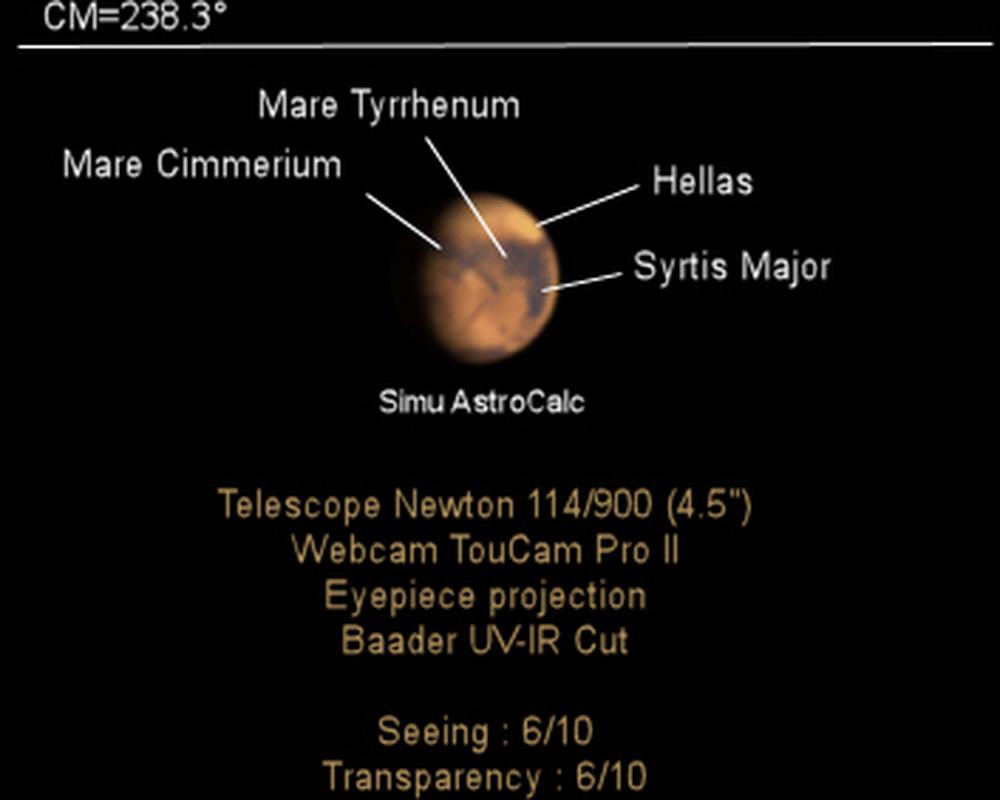 CM=238.3°
Mare Tyrrhenum
Mare Cimmerium
Hellas
Syrtis Major
Simu AstroCalc
Telescope Newton 114/900 (4.5")
Webcam TouCam Pro II
Eyepiece projection
Baader UV-IR Cut
Seeing : 6/10
Transparency : 6/10